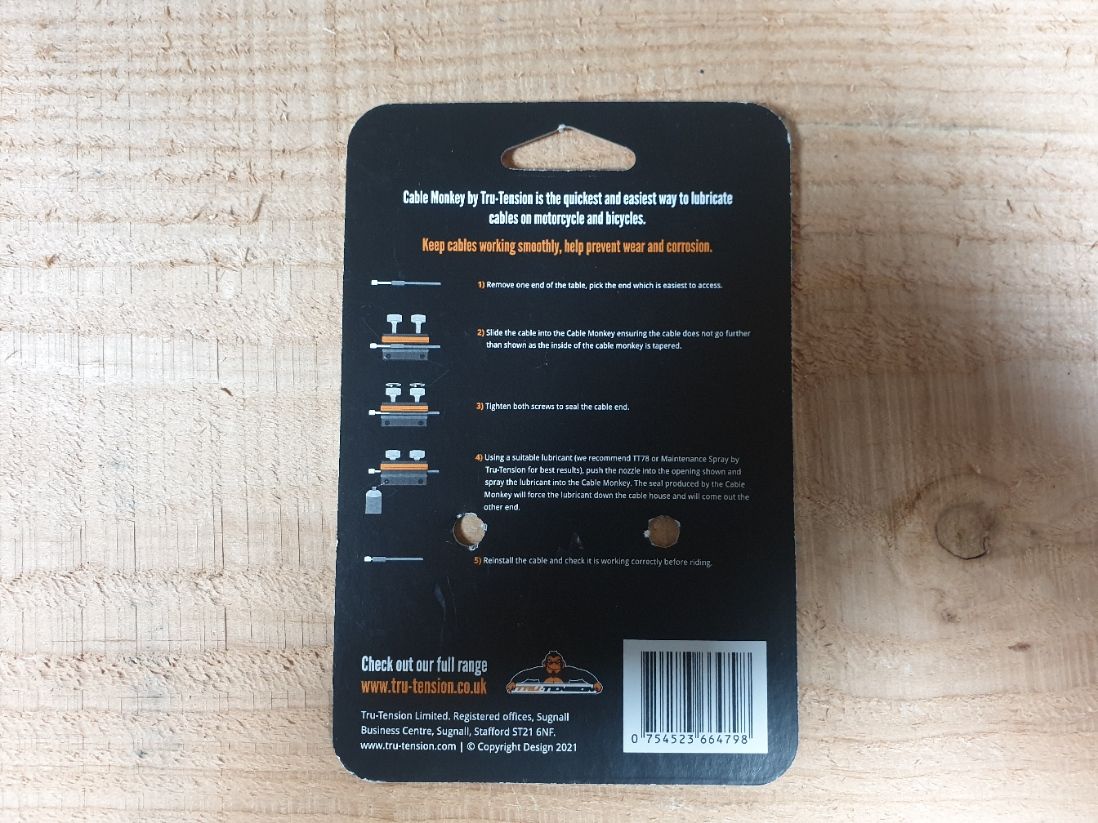 Cable Monkey by Tru-Tension is the quickest and easiest way to lubricate
cables on motorcycle and bicycles.
Keep cables working smoothly, help prevent wear and corrosion.
1) Remove one end of the table, pick the end which is easiest to access.
2) Slide the cable into the Cable Monkey ensuring the cable does not go further
than shown as the inside of the cable monkey is tapered.
3) Tighten both screws to seal the cable end.
4) Using a suitable lubricant (we recommend TT78 or Maintenance Spray by
Tru-Tension for best results), push the nozzle into the opening shown and
spray the lubricant into the Cable Monkey. The seal produced by the Cable
Monkey will force the lubricant down the cable house and will come out the
other end.
5) Reinstall the cable and check it is working correctly before riding.
Check out our full range
www.tru-tension.co.uk
TRU-TENSION
Tru-Tension Limited. Registered offices, Sugnall
Business Centre, Sugnall, Stafford ST21 6NF.
www.tru-tension.com | © Copyright Design 2021
0 754523 664798